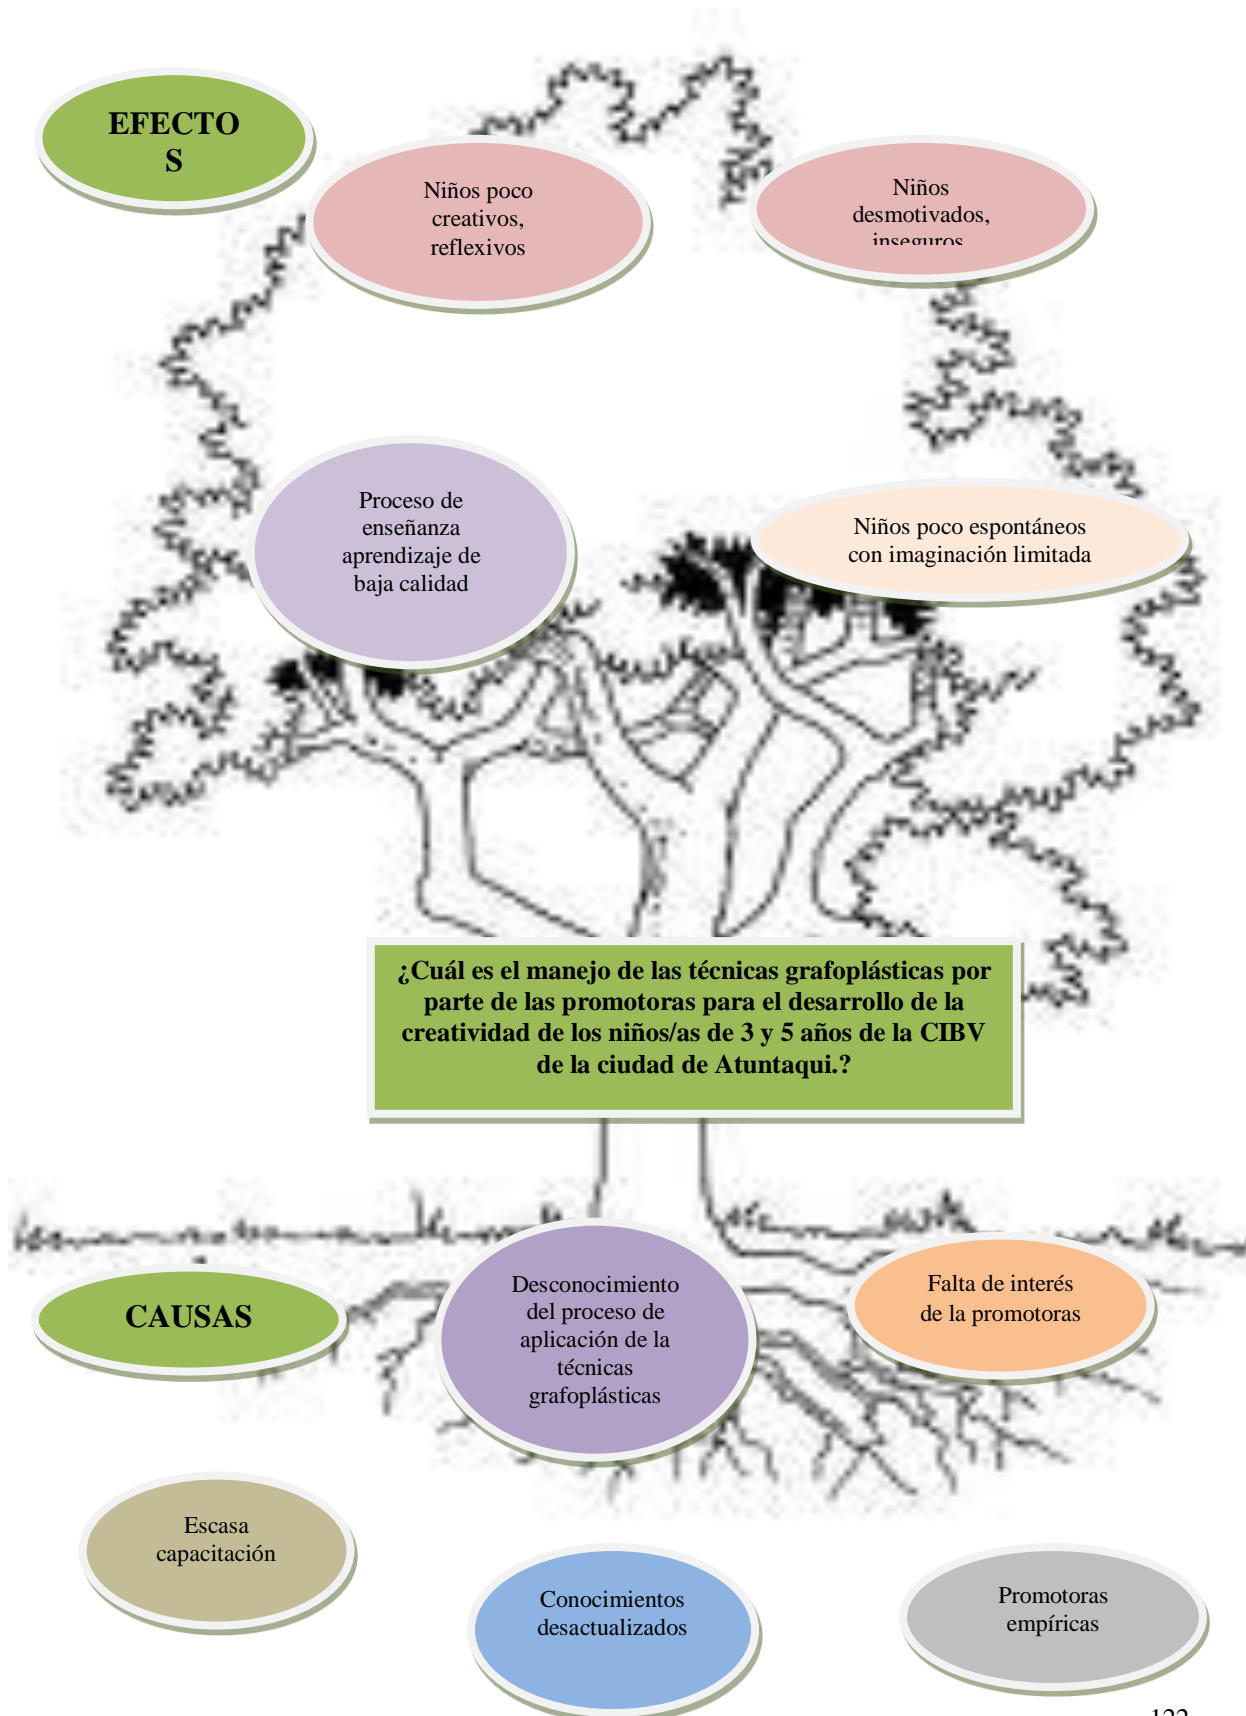 EFECTO
S
Niños poco
creativos,
reflexivos
Niños
desmotivados,
inseguros
Proceso de
enseñanza
aprendizaje de
baja calidad
Niños poco espontáneos
con imaginación limitada
¿Cuál es el manejo de las técnicas grafoplásticas por
parte de las promotoras para el desarrollo de la
creatividad de los niños/as de 3 y 5 años de la CIBV
de la ciudad de Atuntaqui.?
CAUSAS
Desconocimiento
del proceso de
aplicación de la
técnicas
grafoplásticas
Falta de interés
de la promotoras
Escasa
capacitación
Conocimientos
desactualizados
Promotoras
empíricas
122